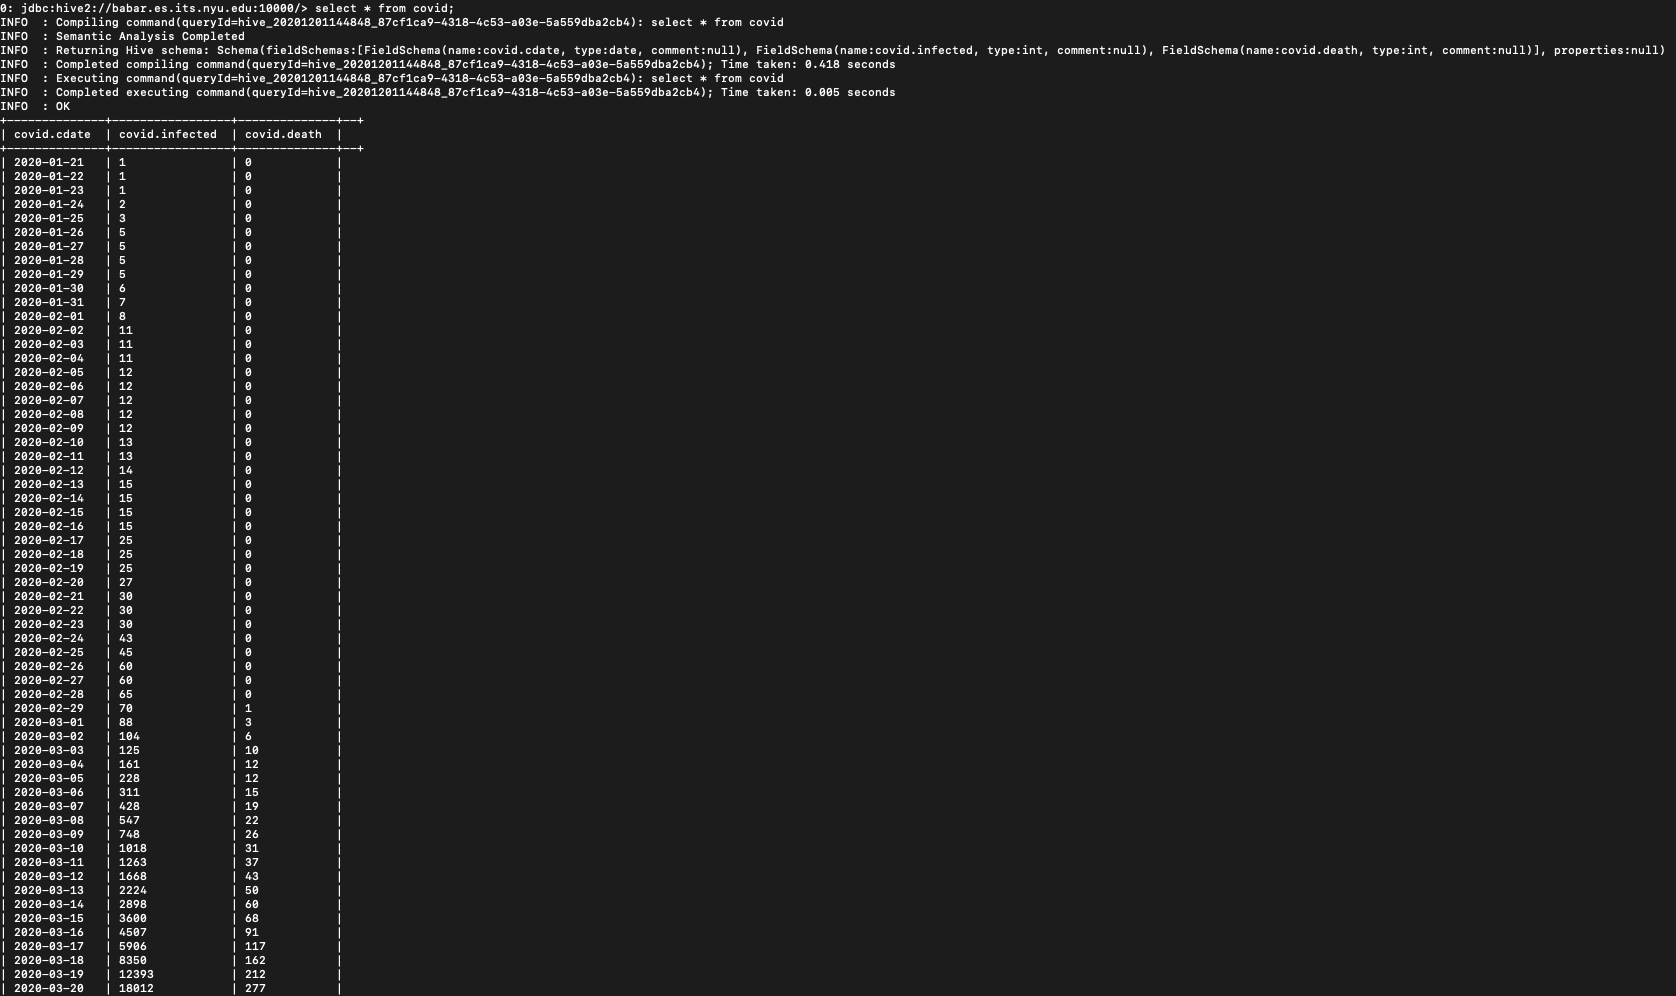 0: jdbc:hive2://babar.es.its.nyu.edu:10000/> select * from covid;
INFO  : Compiling command(queryId=hive_20201201144848_87cf1ca9-4318-4c53-a03e-5a559dba2cb4): select * from covid
INFO  : Semantic Analysis Completed
INFO  : Returning Hive schema: Schema(fieldSchemas:[FieldSchema(name:covid.cdate, type:date, comment:null), FieldSchema(name:covid.infected, type:int, comment:null), FieldSchema(name:covid.death, type:int, comment:null)], properties:null)
INFO  : Completed compiling command(queryId=hive_20201201144848_87cf1ca9-4318-4c53-a03e-5a559dba2cb4); Time taken: 0.418 seconds
INFO  : Executing command(queryId=hive_20201201144848_87cf1ca9-4318-4c53-a03e-5a559dba2cb4): select * from covid
INFO  : Completed executing command(queryId=hive_20201201144848_87cf1ca9-4318-4c53-a03e-5a559dba2cb4); Time taken: 0.005 seconds
INFO  : OK
+--------------+-----------------+--------------+--+
| covid.cdate  | covid.infected  | covid.death  |
+--------------+-----------------+--------------+--+
| 2020-01-21   | 1               | 0            |
| 2020-01-22   | 1               | 0            |
| 2020-01-23   | 1               | 0            |
| 2020-01-24   | 2               | 0            |
| 2020-01-25   | 3               | 0            |
| 2020-01-26   | 5               | 0            |
| 2020-01-27   | 5               | 0            |
| 2020-01-28   | 5               | 0            |
| 2020-01-29   | 5               | 0            |
| 2020-01-30   | 6               | 0            |
| 2020-01-31   | 7               | 0            |
| 2020-02-01   | 8               | 0            |
| 2020-02-02   | 11              | 0            |
| 2020-02-03   | 11              | 0            |
| 2020-02-04   | 11              | 0            |
| 2020-02-05   | 12              | 0            |
| 2020-02-06   | 12              | 0            |
| 2020-02-07   | 12              | 0            |
| 2020-02-08   | 12              | 0            |
| 2020-02-09   | 12              | 0            |
| 2020-02-10   | 13              | 0            |
| 2020-02-11   | 13              | 0            |
| 2020-02-12   | 14              | 0            |
| 2020-02-13   | 15              | 0            |
| 2020-02-14   | 15              | 0            |
| 2020-02-15   | 15              | 0            |
| 2020-02-16   | 15              | 0            |
| 2020-02-17   | 25              | 0            |
| 2020-02-18   | 25              | 0            |
| 2020-02-19   | 25              | 0            |
| 2020-02-20   | 27              | 0            |
| 2020-02-21   | 30              | 0            |
| 2020-02-22   | 30              | 0            |
| 2020-02-23   | 30              | 0            |
| 2020-02-24   | 43              | 0            |
| 2020-02-25   | 45              | 0            |
| 2020-02-26   | 60              | 0            |
| 2020-02-27   | 60              | 0            |
| 2020-02-28   | 65              | 0            |
| 2020-02-29   | 70              | 1            |
| 2020-03-01   | 88              | 3            |
| 2020-03-02   | 104             | 6            |
| 2020-03-03   | 125             | 10           |
| 2020-03-04   | 161             | 12           |
| 2020-03-05   | 228             | 12           |
| 2020-03-06   | 311             | 15           |
| 2020-03-07   | 428             | 19           |
| 2020-03-08   | 547             | 22           |
| 2020-03-09   | 748             | 26           |
| 2020-03-10   | 1018            | 31           |
| 2020-03-11   | 1263            | 37           |
| 2020-03-12   | 1668            | 43           |
| 2020-03-13   | 2224            | 50           |
| 2020-03-14   | 2898            | 60           |
| 2020-03-15   | 3600            | 68           |
| 2020-03-16   | 4507            | 91           |
| 2020-03-17   | 5906            | 117          |
| 2020-03-18   | 8350            | 162          |
| 2020-03-19   | 12393           | 212          |
| 2020-03-20   | 18012           | 277          |